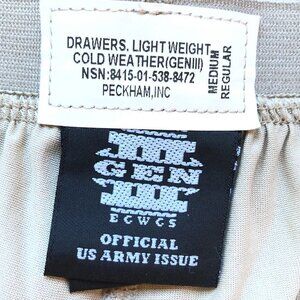 DRAWERS, LIGHT WEIGHT
COLD WEATHER(GENIII)
NSN:8415-01-538-8472
PECKHAM,INC
MEDIUM
REGULAR
III
GEN
III
ECWCS
OFFICIAL
US ARMY ISSUE